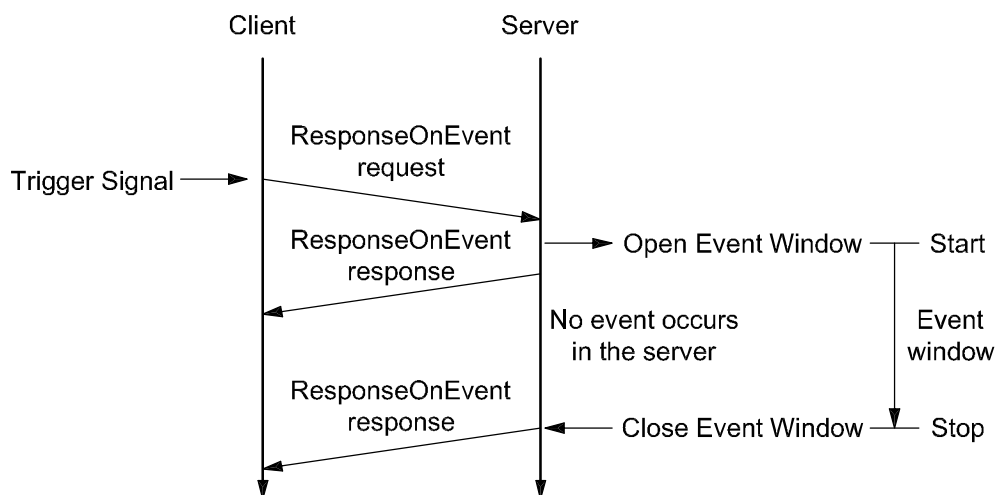 Client
Server
ResponseOnEvent
request
Trigger Signal
ResponseOnEvent
response
Open Event Window
Start
No event occurs
in the server
Event
window
ResponseOnEvent
response
Close Event Window
Stop